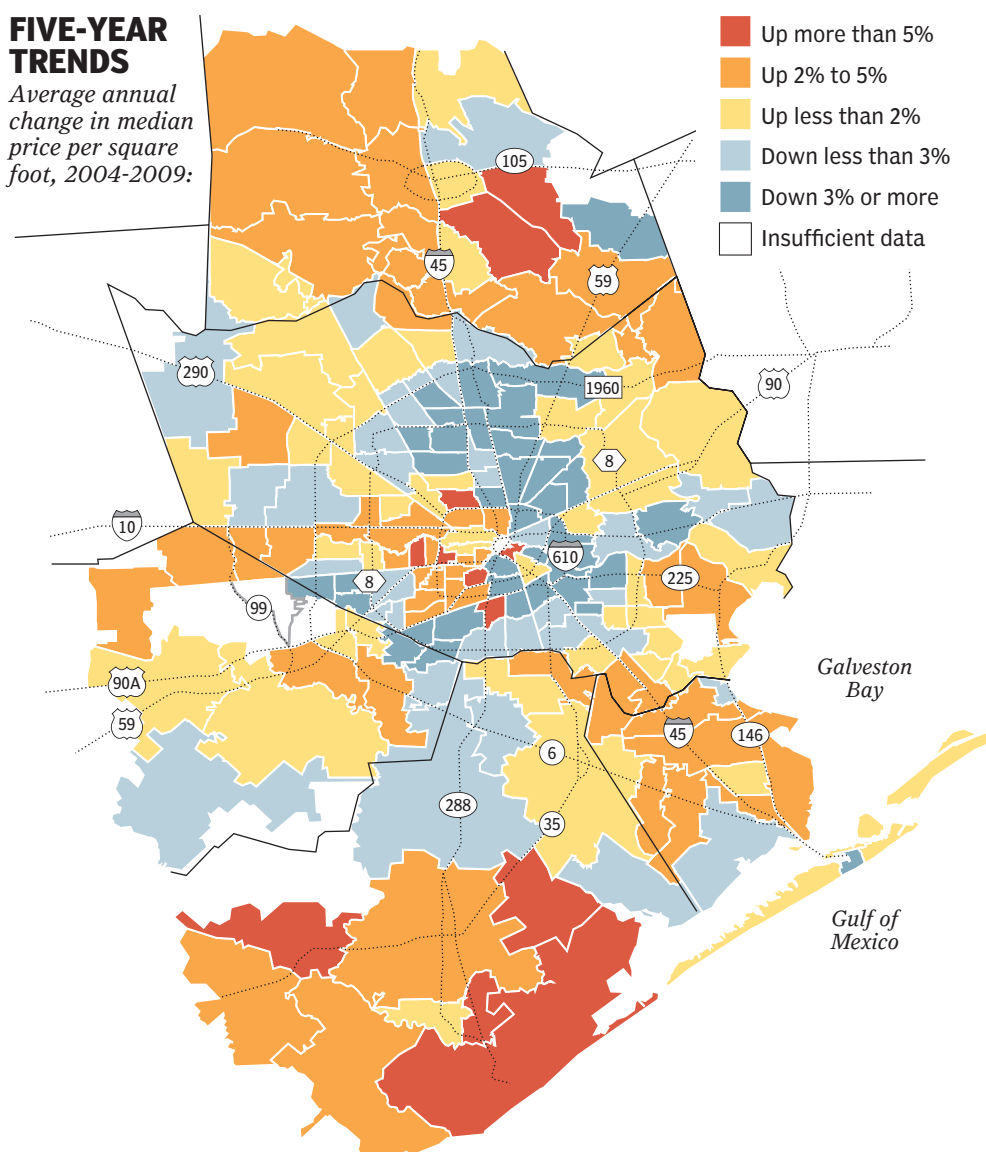 FIVE-YEAR
TRENDS
Average annual
change in median
price per square
foot, 2004-2009:
Up more than 5%
Up 2% to 5%
Up less than 2%
Down less than 3%
Down 3% or more
Insufficient data
105
45
59
290
1960
90
8
10
610
8
225
99
90A
59
Galveston
Bay
45
146
6
288
35
Gulf of
Mexico